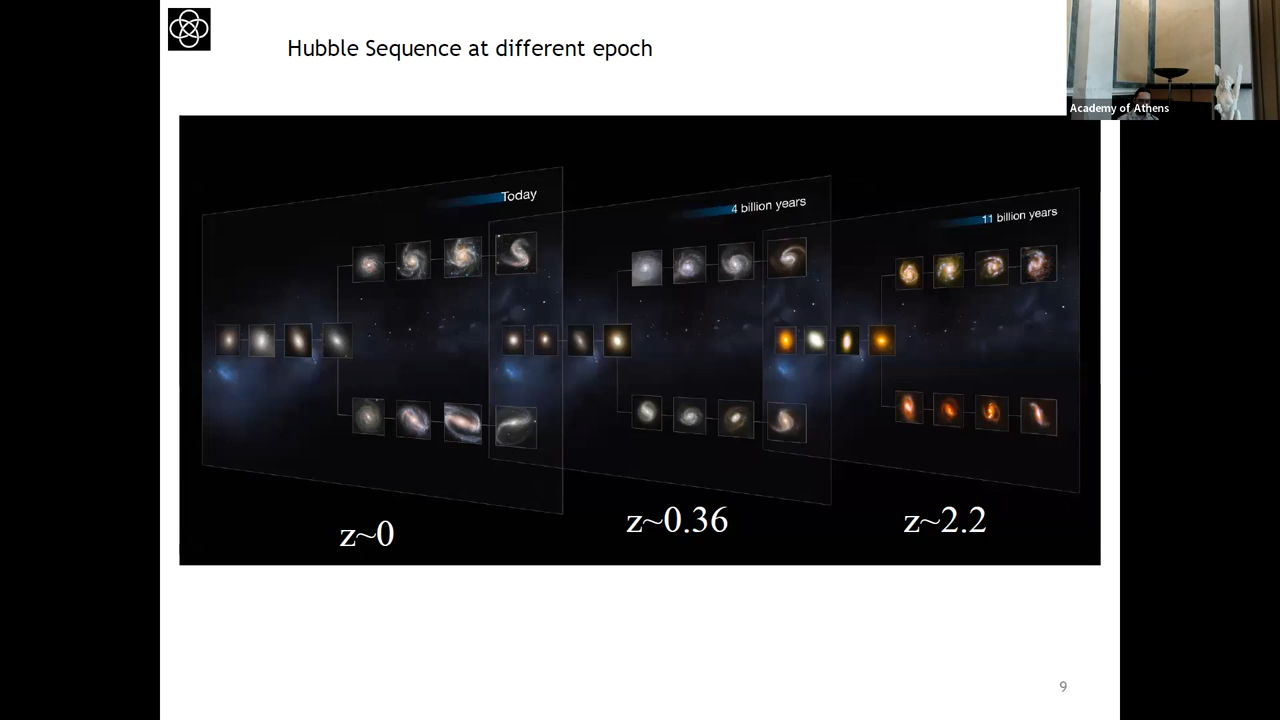 Hubble Sequence at different epoch
Academy of Athens
Today
4 billion years
11 billion years
z~0
z~0.36
z~2.2
9